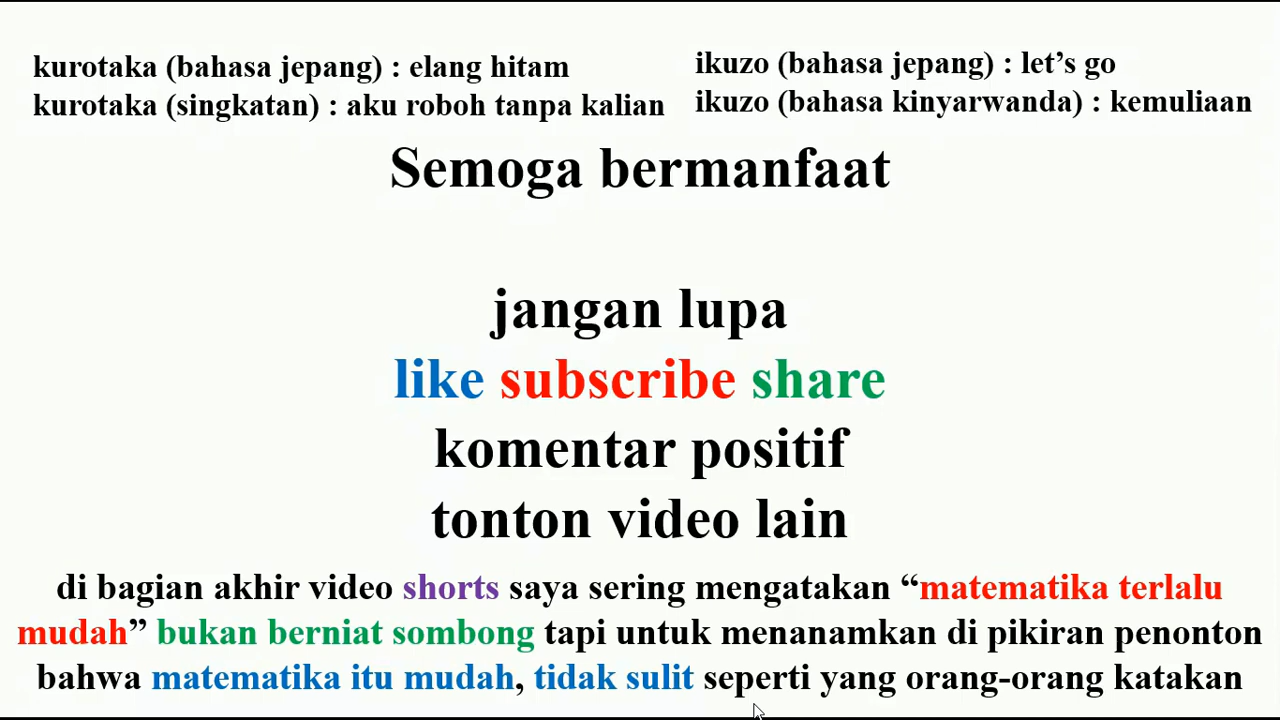 kurotaka (bahasa jepang) : elang hitam
kurotaka (singkatan) : aku roboh tanpa kalian
ikuzo (bahasa jepang) : let’s go
ikuzo (bahasa kinyarwanda) : kemuliaan
Semoga bermanfaat
jangan lupa
like subscribe share
komentar positif
tonton video lain
di bagian akhir video shorts saya sering mengatakan “matematika terlalu
mudah” bukan berniat sombong tapi untuk menanamkan di pikiran penonton
bahwa matematika itu mudah, tidak sulit seperti yang orang-orang katakan